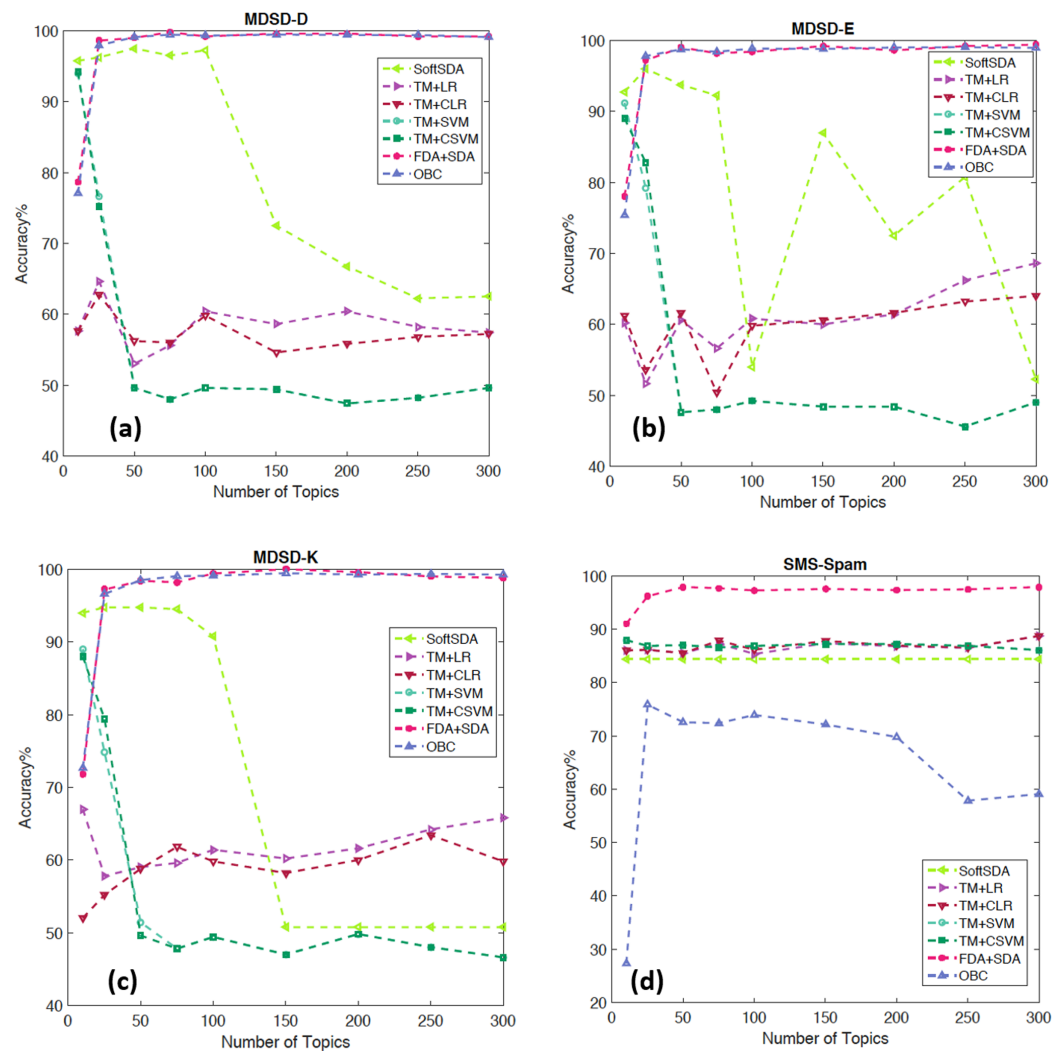 MDSD-D
100
90
80
70
60
50
40
Accuracy%
0 50 100 150 200 250 300
Number of Topics
SoftSDA
TM+LR
TM+CLR
TM+SVM
TM+CSVM
FDA+SDA
OBC
(a)
MDSD-E
100
90
80
70
60
50
40
Accuracy%
0 50 100 150 200 250 300
Number of Topics
SoftSDA
TM+LR
TM+CLR
TM+SVM
TM+CSVM
FDA+SDA
OBC
(b)
MDSD-K
100
90
80
70
60
50
40
Accuracy%
0 50 100 150 200 250 300
Number of Topics
SoftSDA
TM+LR
TM+CLR
TM+SVM
TM+CSVM
FDA+SDA
OBC
(c)
SMS-Spam
100
90
80
70
60
50
40
30
20
Accuracy%
0 50 100 150 200 250 300
Number of Topics
SoftSDA
TM+LR
TM+CLR
TM+SVM
TM+CSVM
FDA+SDA
OBC
(d)